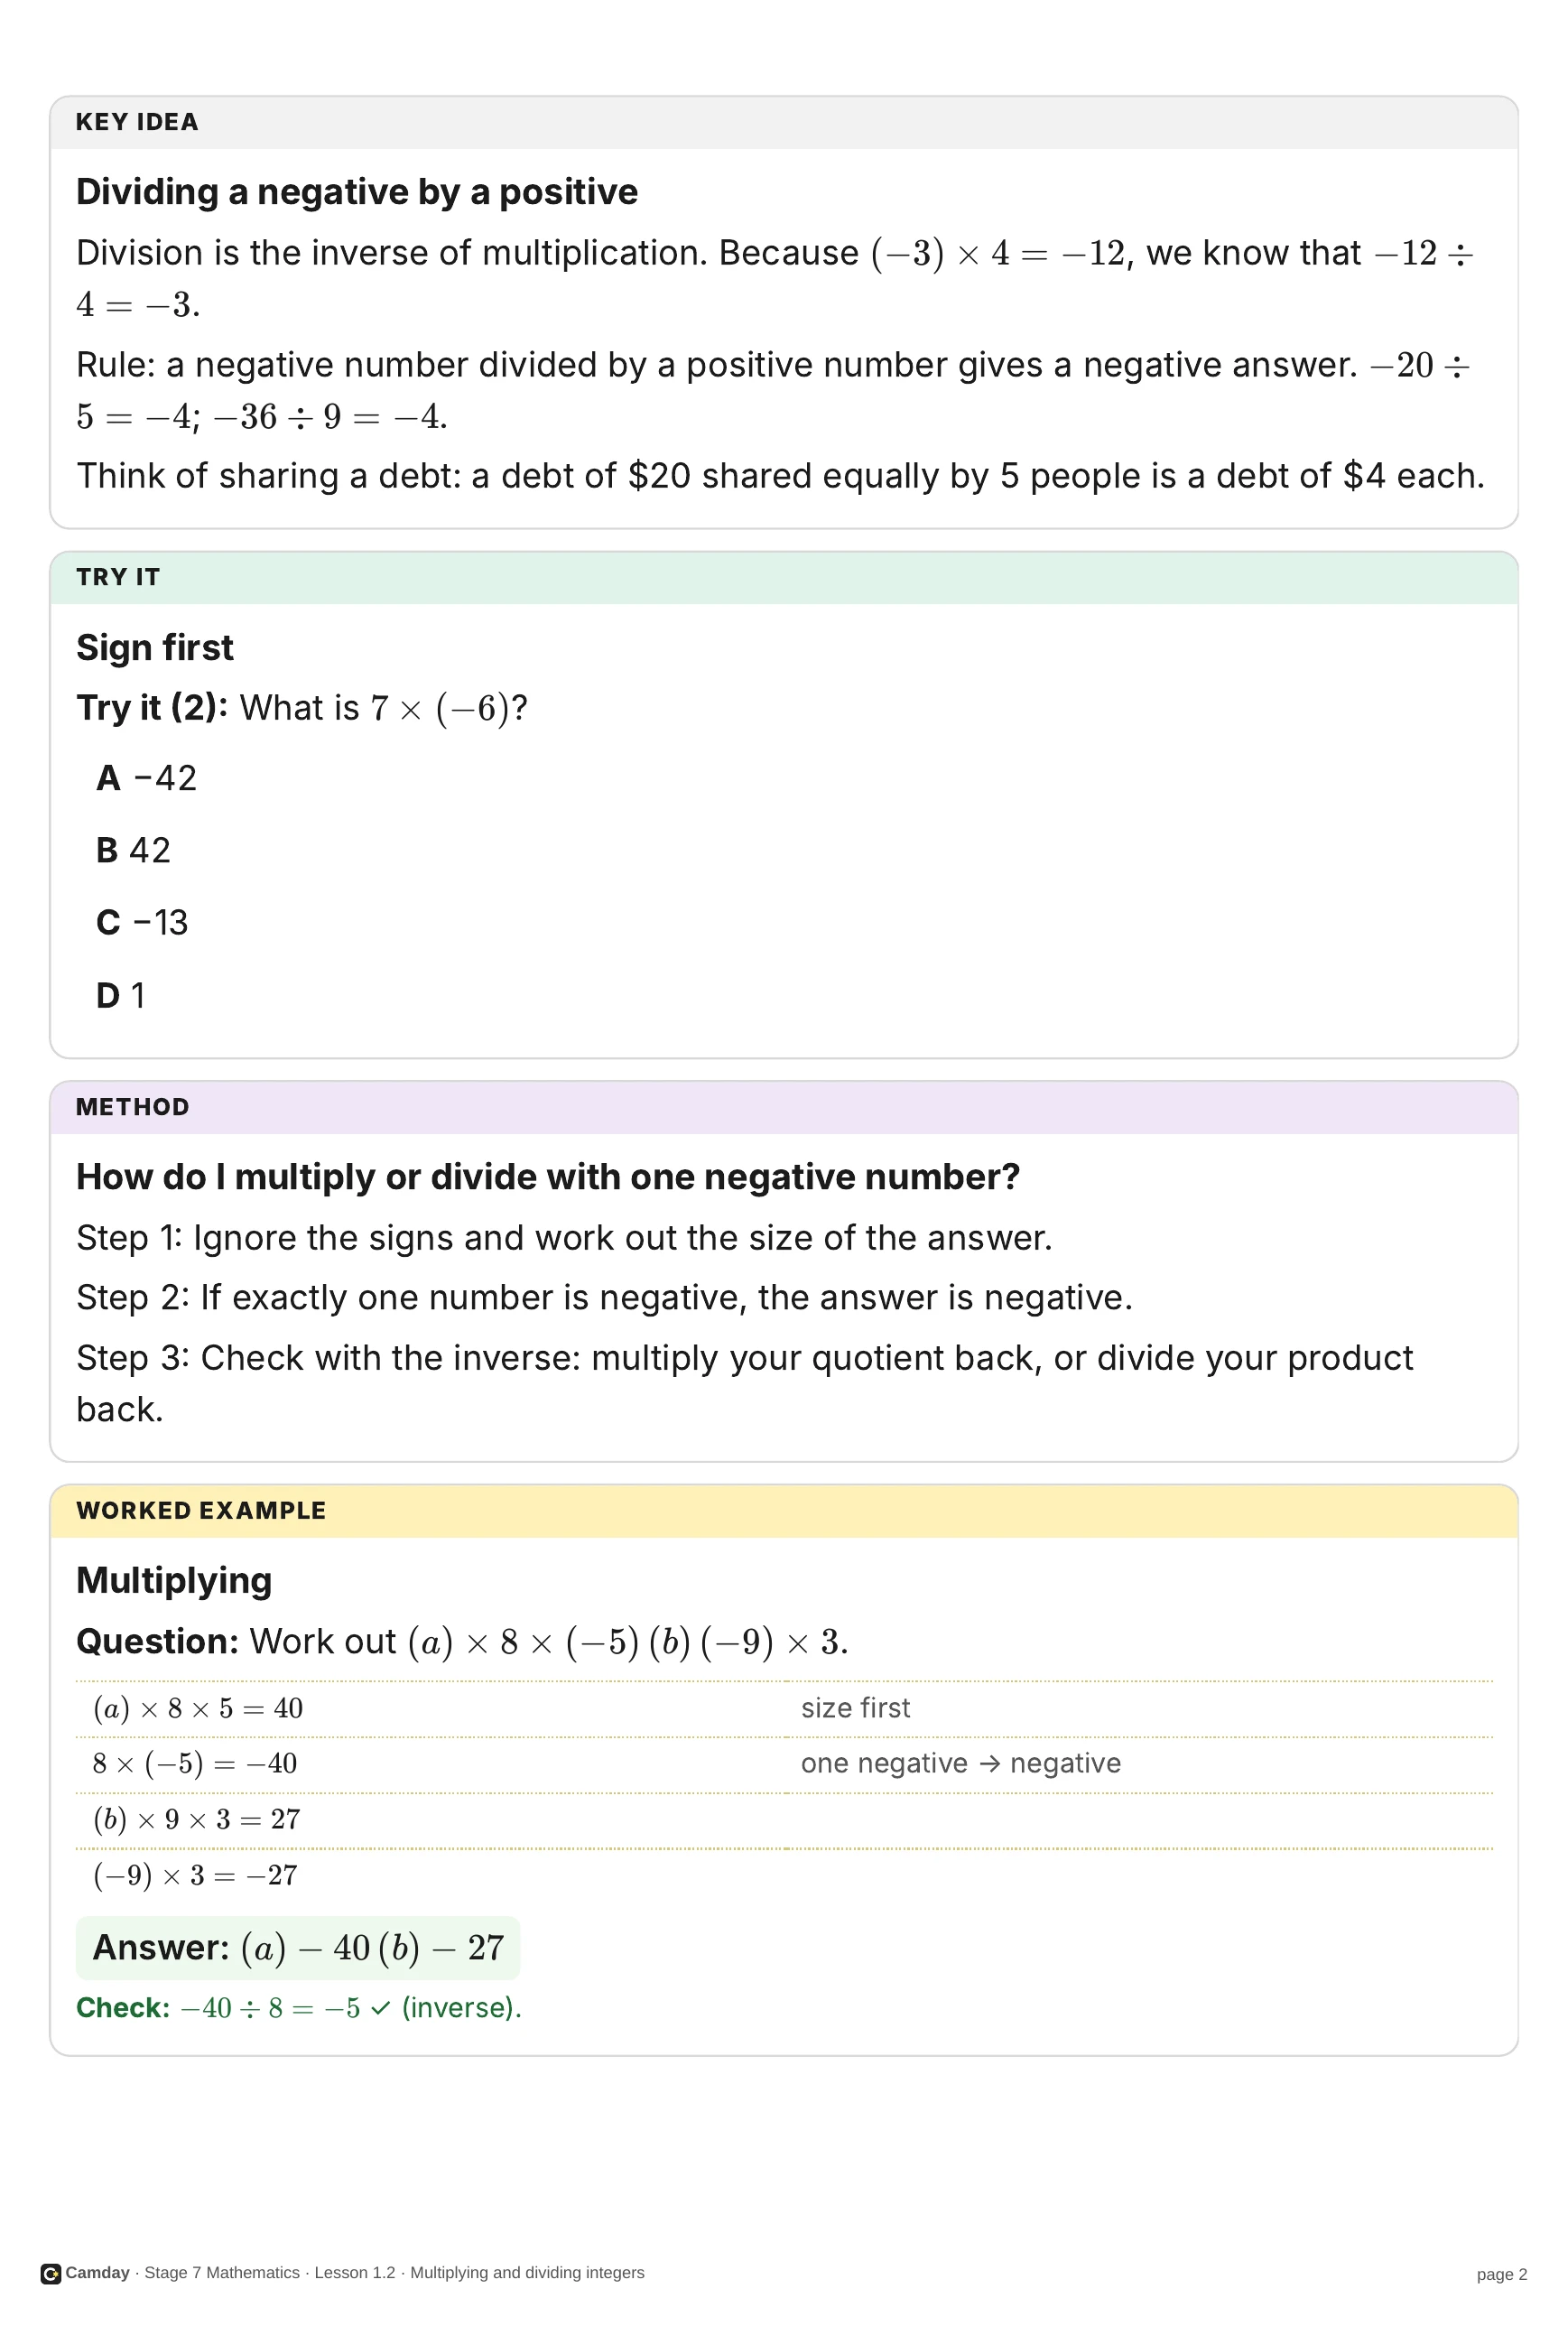 KEY IDEA
Dividing a negative by a positive
Division is the inverse of multiplication. Because (−3) × 4 = −12, we know that −12 ÷
4 = −3.
Rule: a negative number divided by a positive number gives a negative answer. −20 ÷
5 = −4; −36 ÷ 9 = −4.
Think of sharing a debt: a debt of $20 shared equally by 5 people is a debt of $4 each.
TRY IT
Sign first
Try it (2): What is 7 × (−6)?
A −42
B 42
C −13
D 1
METHOD
How do I multiply or divide with one negative number?
Step 1: Ignore the signs and work out the size of the answer.
Step 2: If exactly one number is negative, the answer is negative.
Step 3: Check with the inverse: multiply your quotient back, or divide your product
back.
WORKED EXAMPLE
Multiplying
Question: Work out (a) × 8 × (−5) (b) (−9) × 3.
(a) × 8 × 5 = 40 size first
8 × (−5) = −40 one negative → negative
(b) × 9 × 3 = 27
(−9) × 3 = −27
Answer: (a) − 40 (b) − 27
Check: −40 ÷ 8 = −5 ✓ (inverse).
Camday · Stage 7 Mathematics · Lesson 1.2 · Multiplying and dividing integers page 2